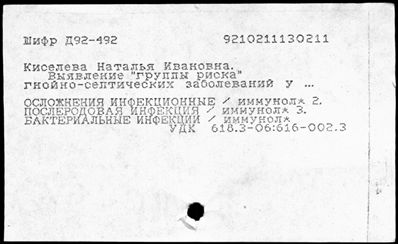 Шифр Д92-492 9210211130211
Киселева Наталья Ивановна.
Выявление "группы риска"
гнойно-септических заболеваний у ...
ОСЛОЖНЕНИЯ ИНФЕКЦИОННЫЕ / иммунол* 2.
ПОСЛЕРОДОВАЯ ИНФЕКЦИЯ / иммунол* 3.
БАКТЕРИАЛЬНЫЕ ИНФЕКЦИИ / иммунол*
УДК 618.3-06:616-002.3